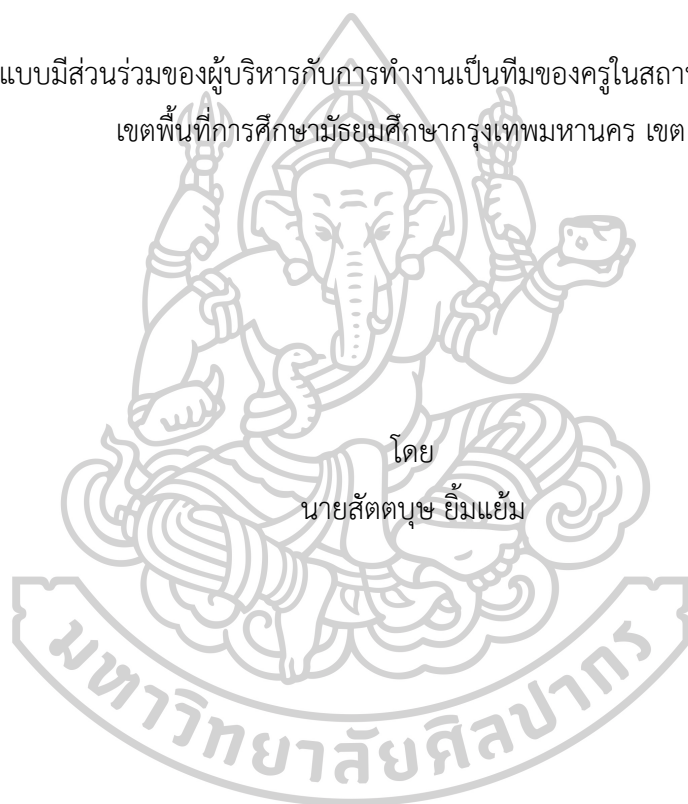 แบบมีส่วนร่วมของผู้บริหารกับการทำงานเป็นทีมของครูในสถาน
เขตพื้นที่การศึกษามัธยมศึกษากรุงเทพมหานคร เขต
โดย
นายสัตตบุษ ยิ้มแย้ม
มหาวิทยาลัยศิลปากร